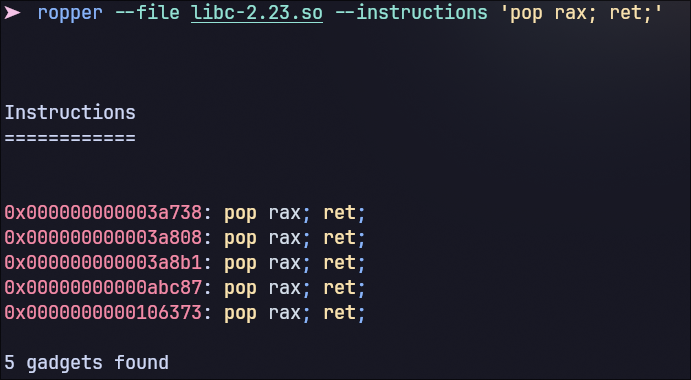 ➤ ropper --file libc-2.23.so --instructions 'pop rax; ret;'
Instructions
============
0x000000000003a738: pop rax; ret;
0x000000000003a808: pop rax; ret;
0x000000000003a8b1: pop rax; ret;
0x00000000000abc87: pop rax; ret;
0x0000000000106373: pop rax; ret;
5 gadgets found